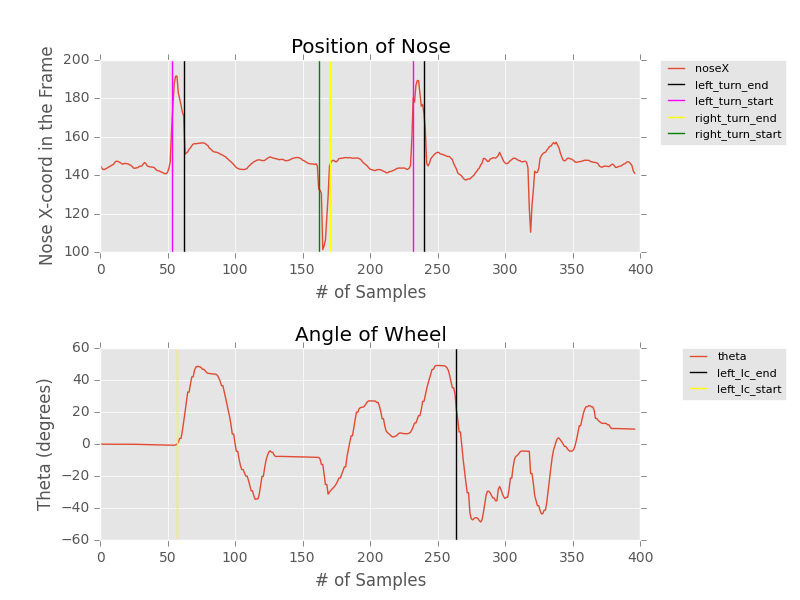 Position of Nose
200
180
160
140
120
100
Nose X-coord in the Frame
0 50 100 150 200 250 300 350 400
# of Samples
noseX
left_turn_end
left_turn_start
right_turn_end
right_turn_start
Angle of Wheel
60
40
20
0
−20
−40
−60
Theta (degrees)
0 50 100 150 200 250 300 350 400
# of Samples
theta
left_lc_end
left_lc_start